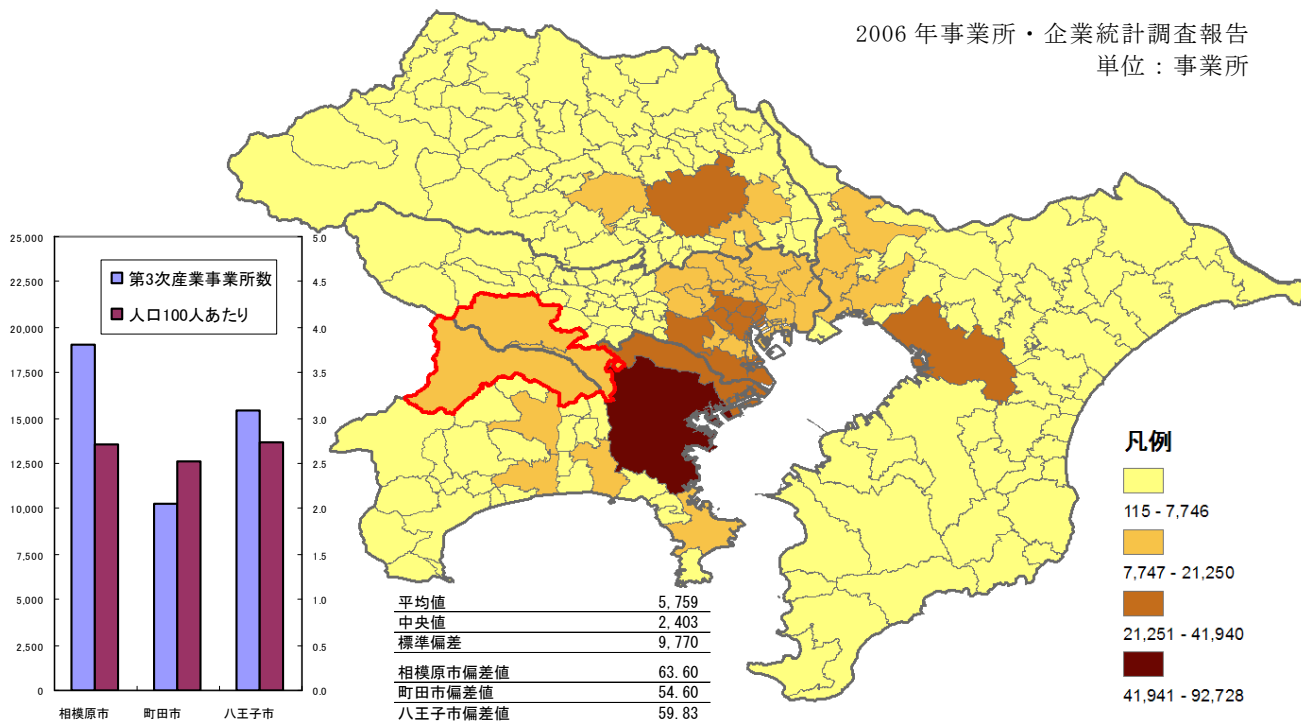 2006 年事業所・企業統計調査報告
単位：事業所
25,000
22,500
20,000
17,500
15,000
12,500
10,000
7,500
5,000
2,500
0
第3次産業事業所数
人口100人あたり
5.0
4.5
4.0
3.5
3.0
2.5
2.0
1.5
1.0
0.5
0.0
相模原市 町田市 八王子市
平均値 5,759
中央値 2,403
標準偏差 9,770
相模原市偏差値 63.60
町田市偏差値 54.60
八王子市偏差値 59.83
凡例
115 - 7,746
7,747 - 21,250
21,251 - 41,940
41,941 - 92,728